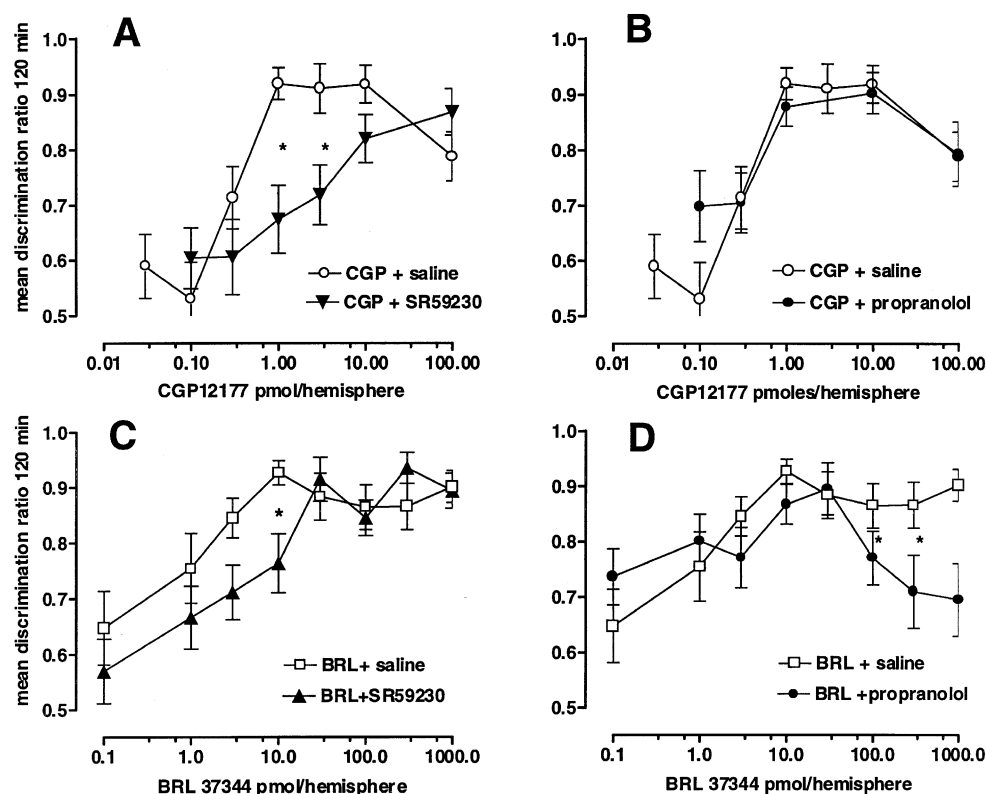 A
mean discrimination ratio 120 min
1.0
0.9
0.8
0.7
0.6
0.5
*
*
CGP + saline
CGP + SR59230
0.01
0.10
1.00
10.00
100.00
CGP12177 pmol/hemisphere
B
1.0
0.9
0.8
0.7
0.6
0.5
CGP + saline
CGP + propranolol
0.01
0.10
1.00
10.00
100.00
CGP12177 pmoles/hemisphere
C
mean discrimination ratio 120 min
1.0
0.9
0.8
0.7
0.6
0.5
*
BRL+ saline
BRL+SR59230
0.1
1.0
10.0
100.0
1000.0
BRL 37344 pmol/hemisphere
D
1.0
0.9
0.8
0.7
0.6
0.5
*
*
BRL + saline
BRL +propranolol
0.1
1.0
10.0
100.0
1000.0
BRL 37344 pmol/hemisphere